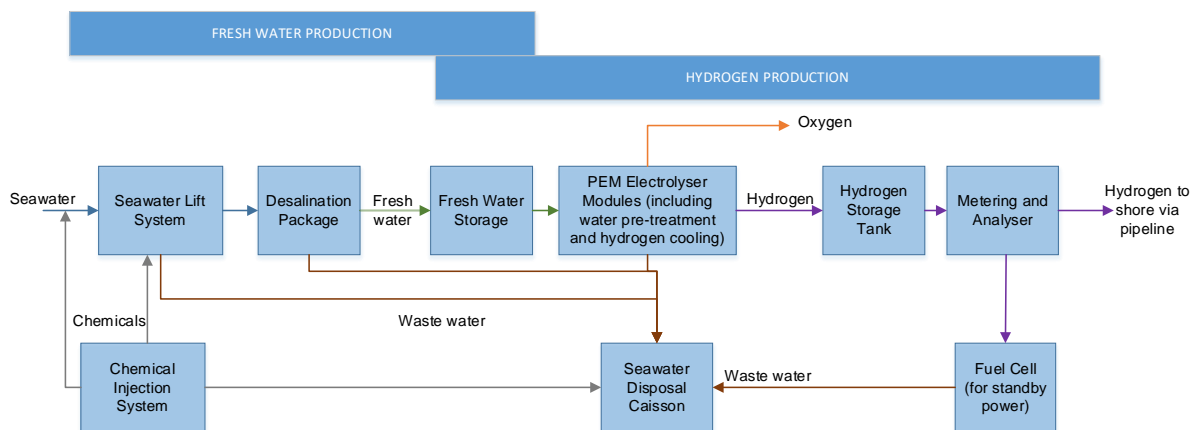 FRESH WATER PRODUCTION
HYDROGEN PRODUCTION
Oxygen
Seawater
Seawater Lift
System
Desalination
Package
Fresh
water
Fresh Water
Storage
PEM Electrolyser
Modules (including
water pre-treatment
and hydrogen cooling)
Hydrogen
Hydrogen
Storage
Tank
Metering and
Analyser
Hydrogen to
shore via
pipeline
Chemicals
Waste water
Chemical
Injection
System
Seawater
Disposal
Caisson
Waste water
Fuel Cell
(for standby
power)